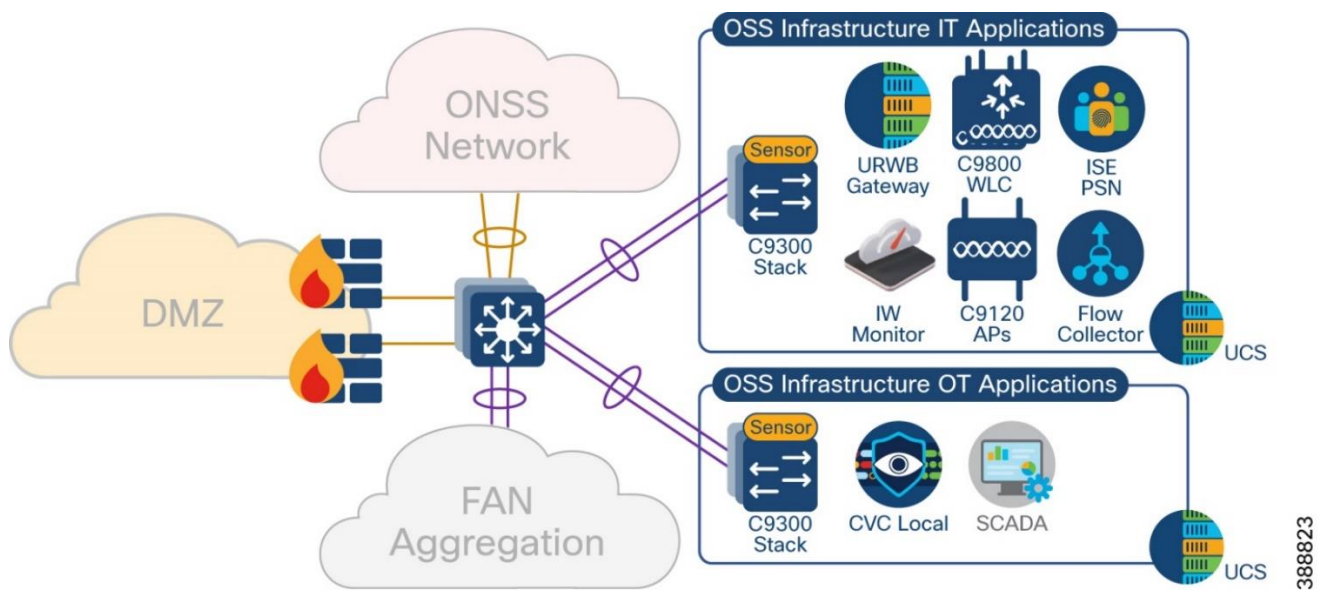 OSS Infrastructure IT Applications
ONSS
Network
Sensor
C9300
Stack
URWB
Gateway
C9800
WLC
ISE
PSN
IW
Monitor
C9120
APs
Flow
Collector
UCS
DMZ
OSS Infrastructure OT Applications
Sensor
C9300
Stack
CVC Local
SCADA
UCS
FAN
Aggregation
388823